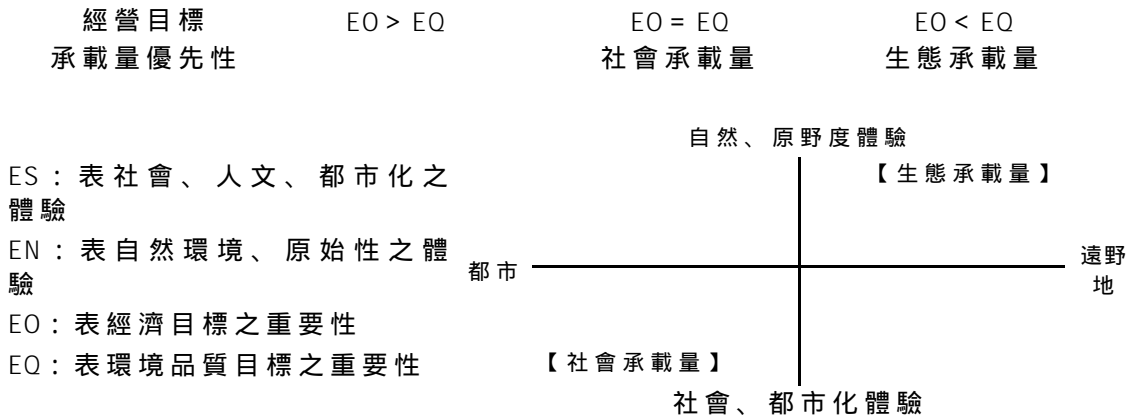 經營目標 EO > EQ EO = EQ EO < EQ
承載量優先性 社會承載量 生態承載量
自然、原野度體驗
【生態承載量】
ES：表社會、人文、都市化之
體驗
EN：表自然環境、原始性之體
驗
都市
遠野
地
EO：表經濟目標之重要性
EQ：表環境品質目標之重要性
【社會承載量】
社會、都市化體驗